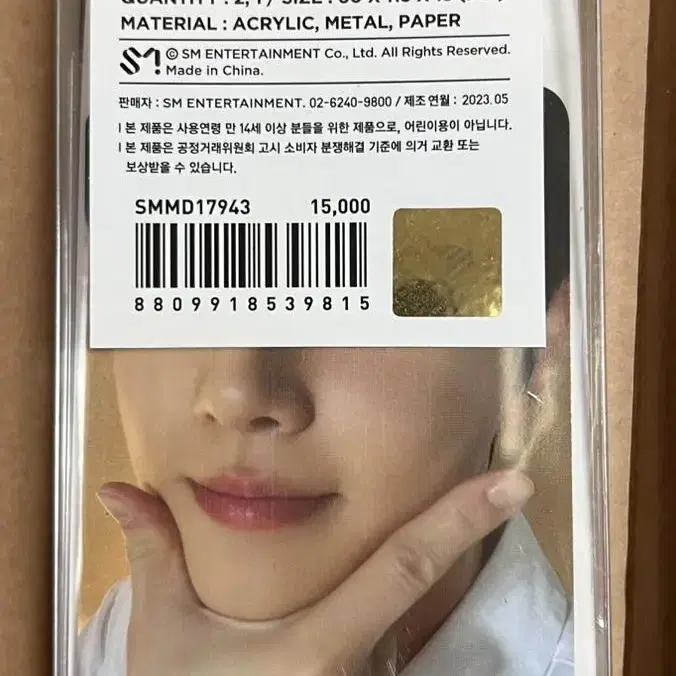 MATERIAL : ACRYLIC, METAL, PAPER
SM
© SM ENTERTAINMENT Co., Ltd. All Rights Reserved.
Made in China.
판매자 : SM ENTERTAINMENT. 02-6240-9800 / 제조연월 : 2023.05
I 본 제품은 사용연령 만 14세 이상 분들을 위한 제품으로, 어린이용이 아닙니다.
I 본 제품은 공정거래위원회 고시 소비자 분쟁해결 기준에 의거 교환 또는
보상받을 수 있습니다.
SMMD17943 15,000
8809918539815